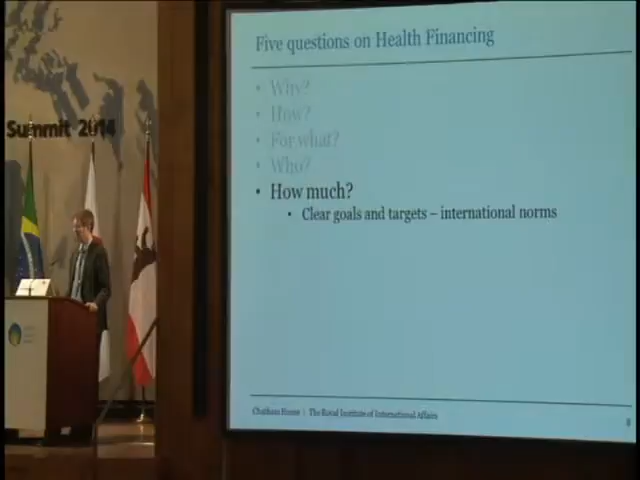 Summit 2014
Five questions on Health Financing
• Why?
• How?
• For what?
• Who?
• How much?
• Clear goals and targets – international norms
Chatham House | The Royal Institute of International Affairs
8